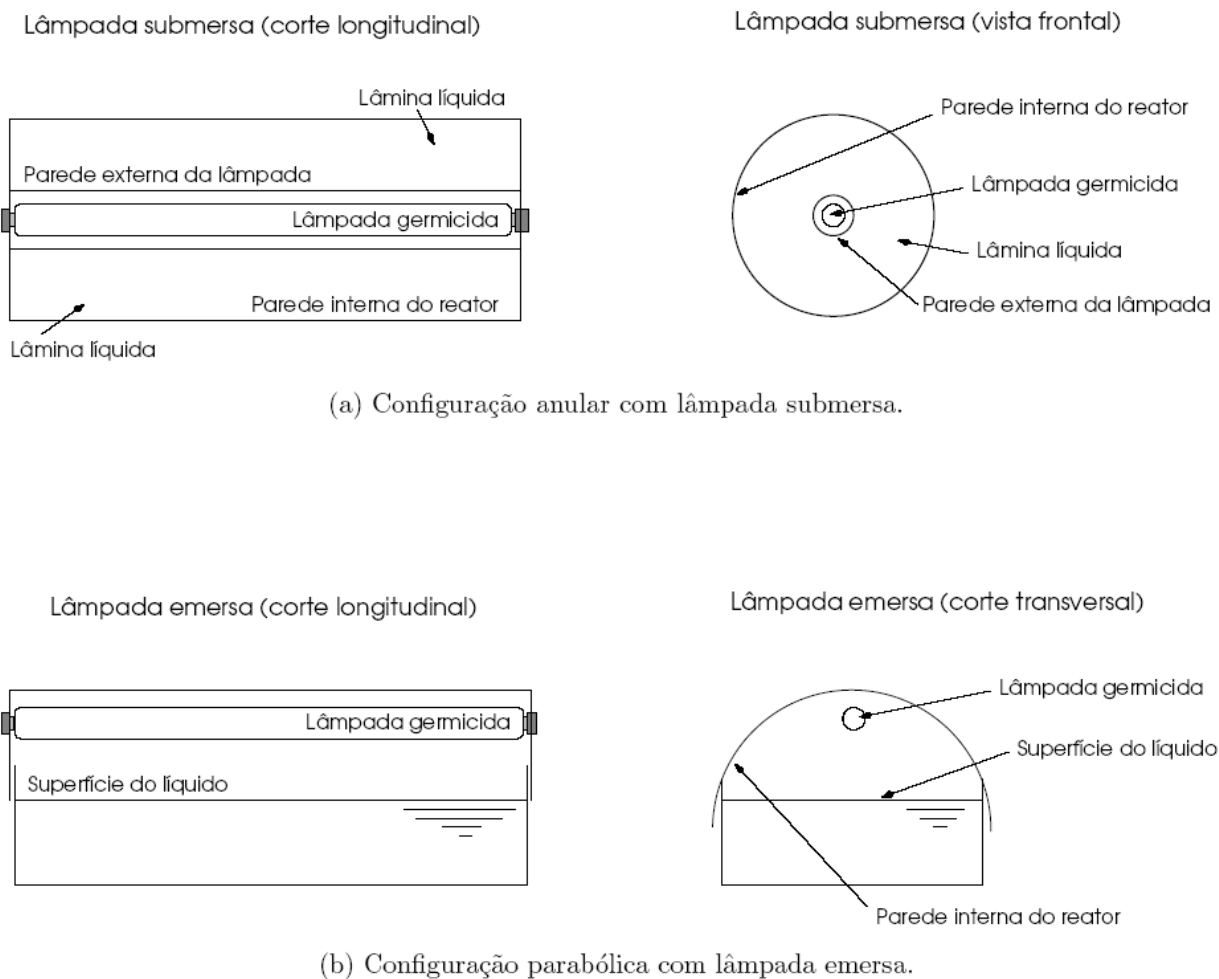 Lâmpada submersa (corte longitudinal)
Lâmpada submersa (vista frontal)
Lâmina líquida
Parede externa da lâmpada
Lâmpada germicida
Parede interna do reator
Lâmina líquida
Parede interna do reator
Lâmpada germicida
Lâmina líquida
Parede externa da lâmpada
(a) Configuração anular com lâmpada submersa.
Lâmpada emersa (corte longitudinal)
Lâmpada emersa (corte transversal)
Lâmpada germicida
Superfície do líquido
Lâmpada germicida
Superfície do líquido
Parede interna do reator
(b) Configuração parabólica com lâmpada emersa.